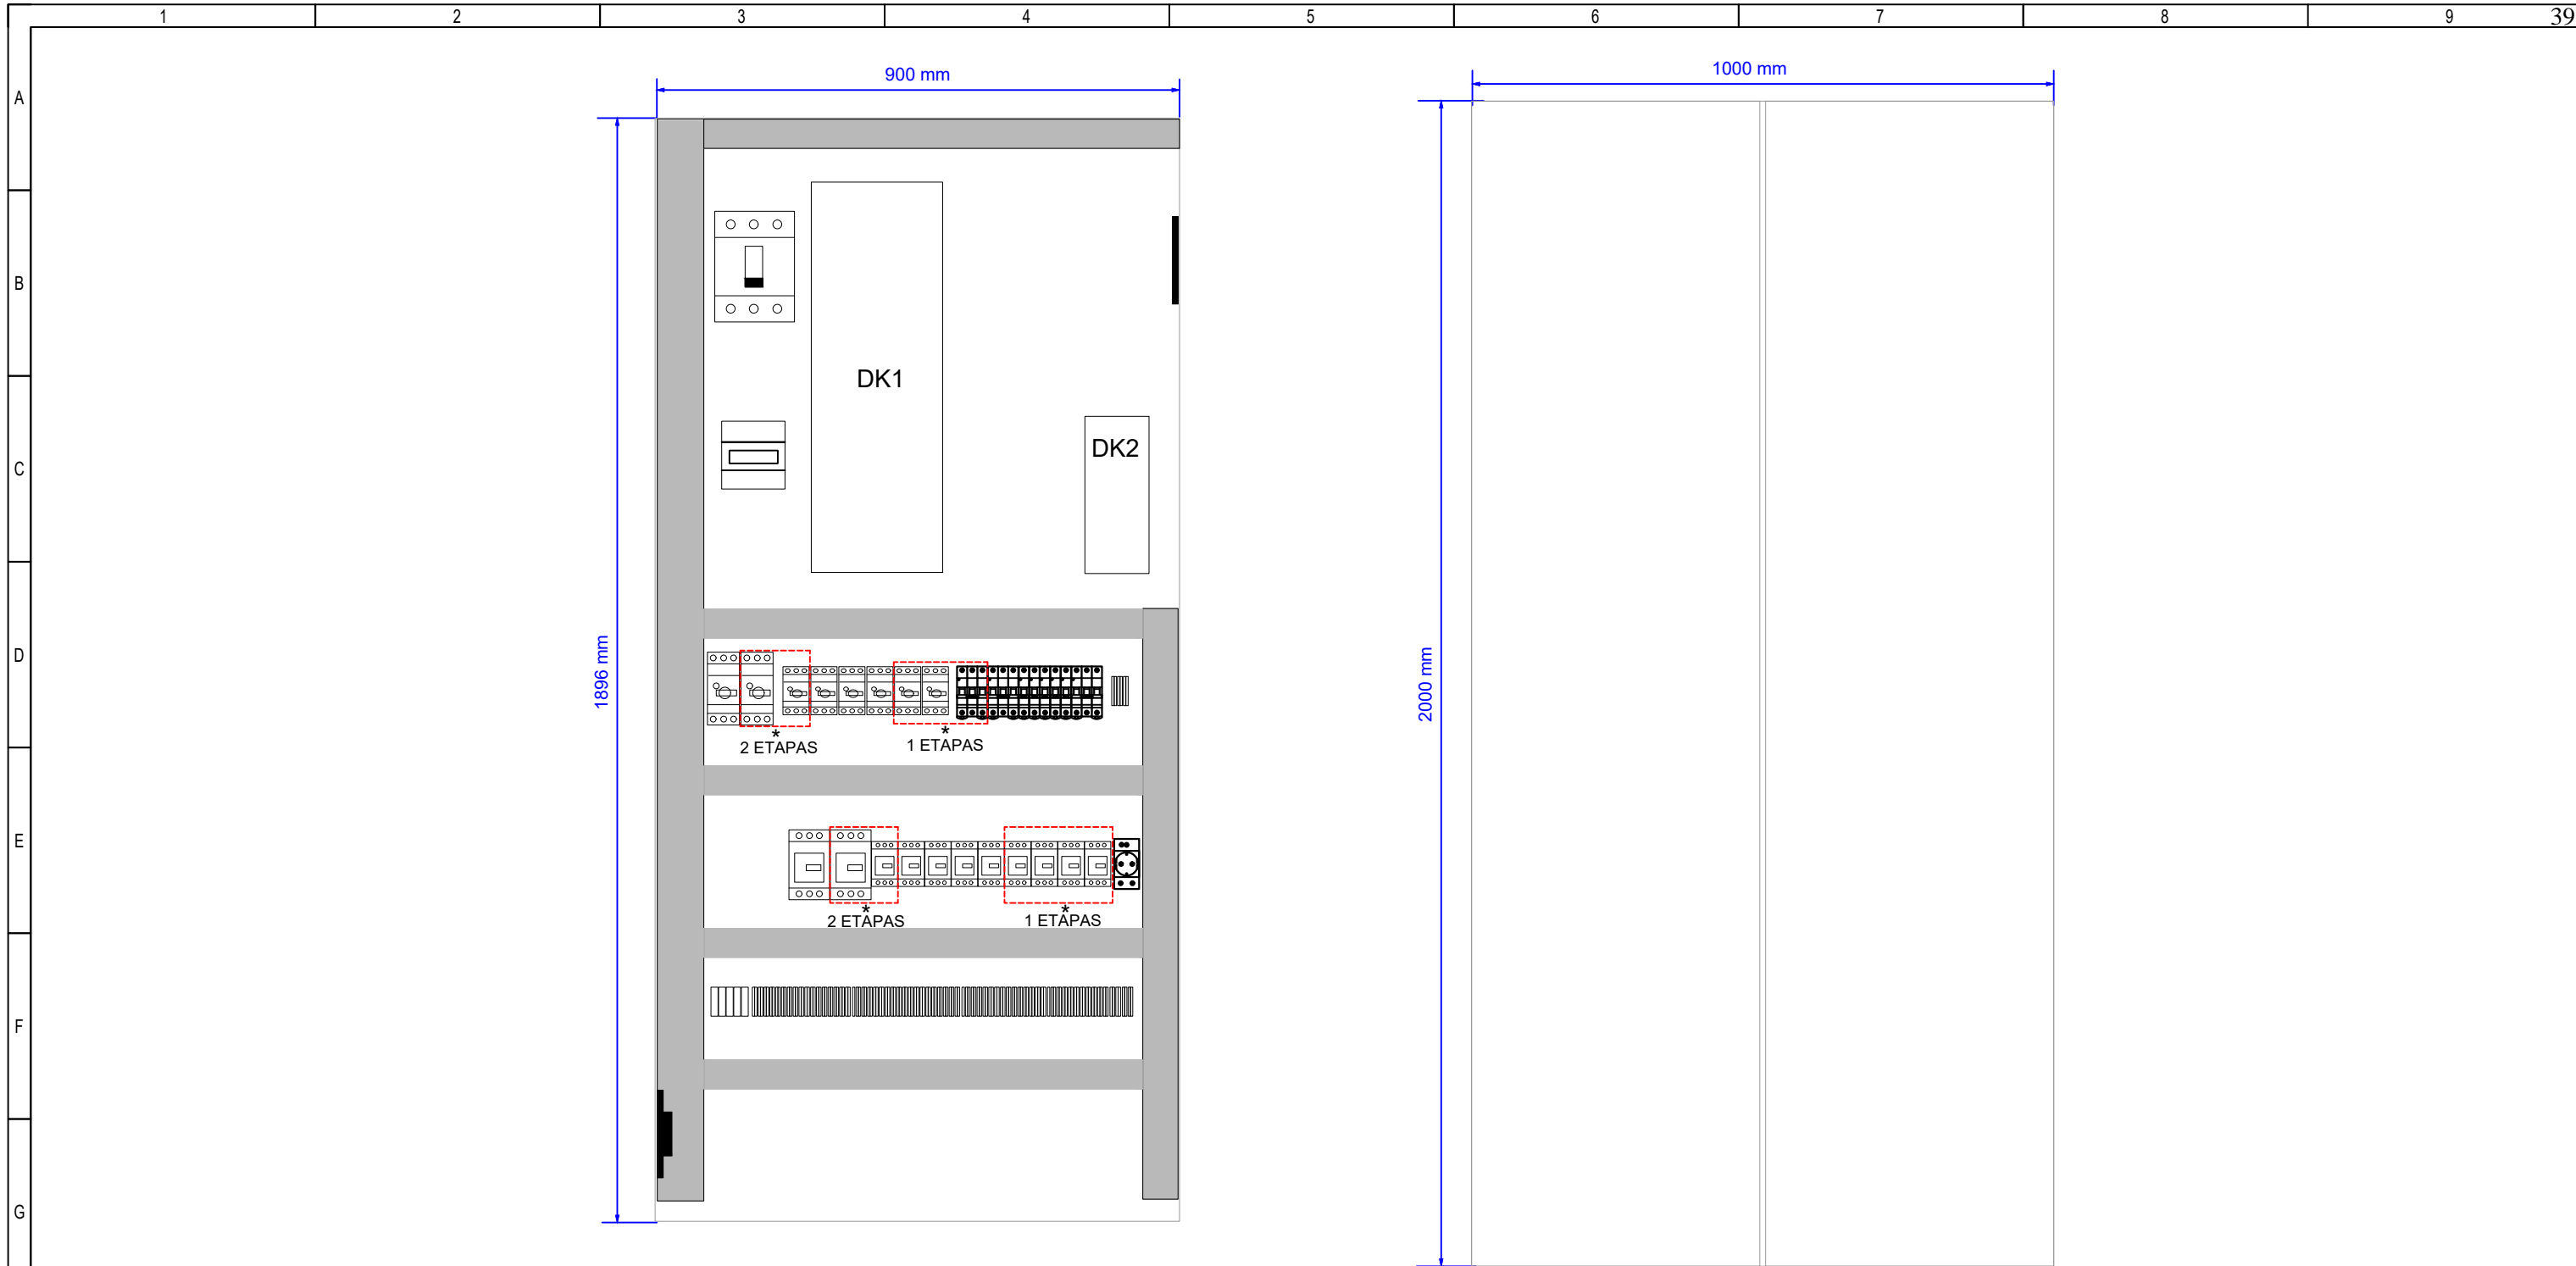 1 2 3 4 5 6 7 8 9 39
900 mm
1000 mm
A
B
C
D
E
F
G
DK1
DK2
1896 mm
2000 mm
* *
2 ETAPAS 1 ETAPAS
* *
2 ETAPAS 1 ETAPAS